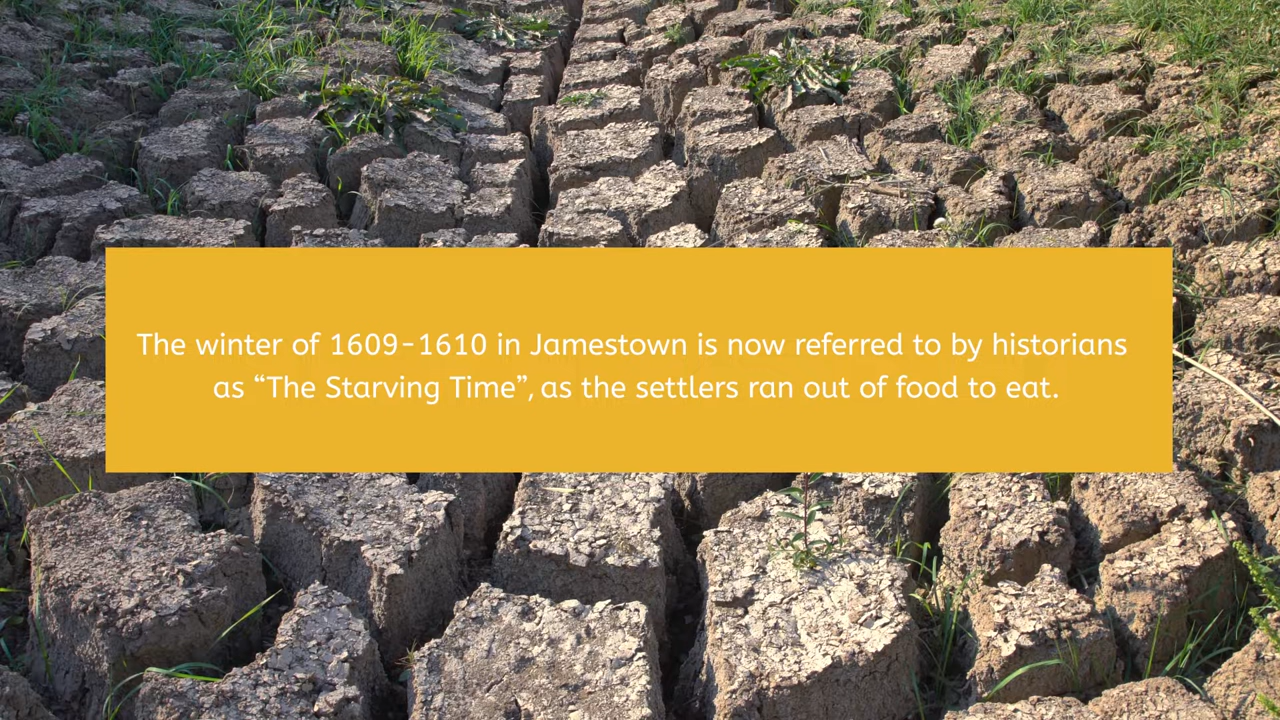 The winter of 1609-1610 in Jamestown is now referred to by historians
as “The Starving Time”, as the settlers ran out of food to eat.